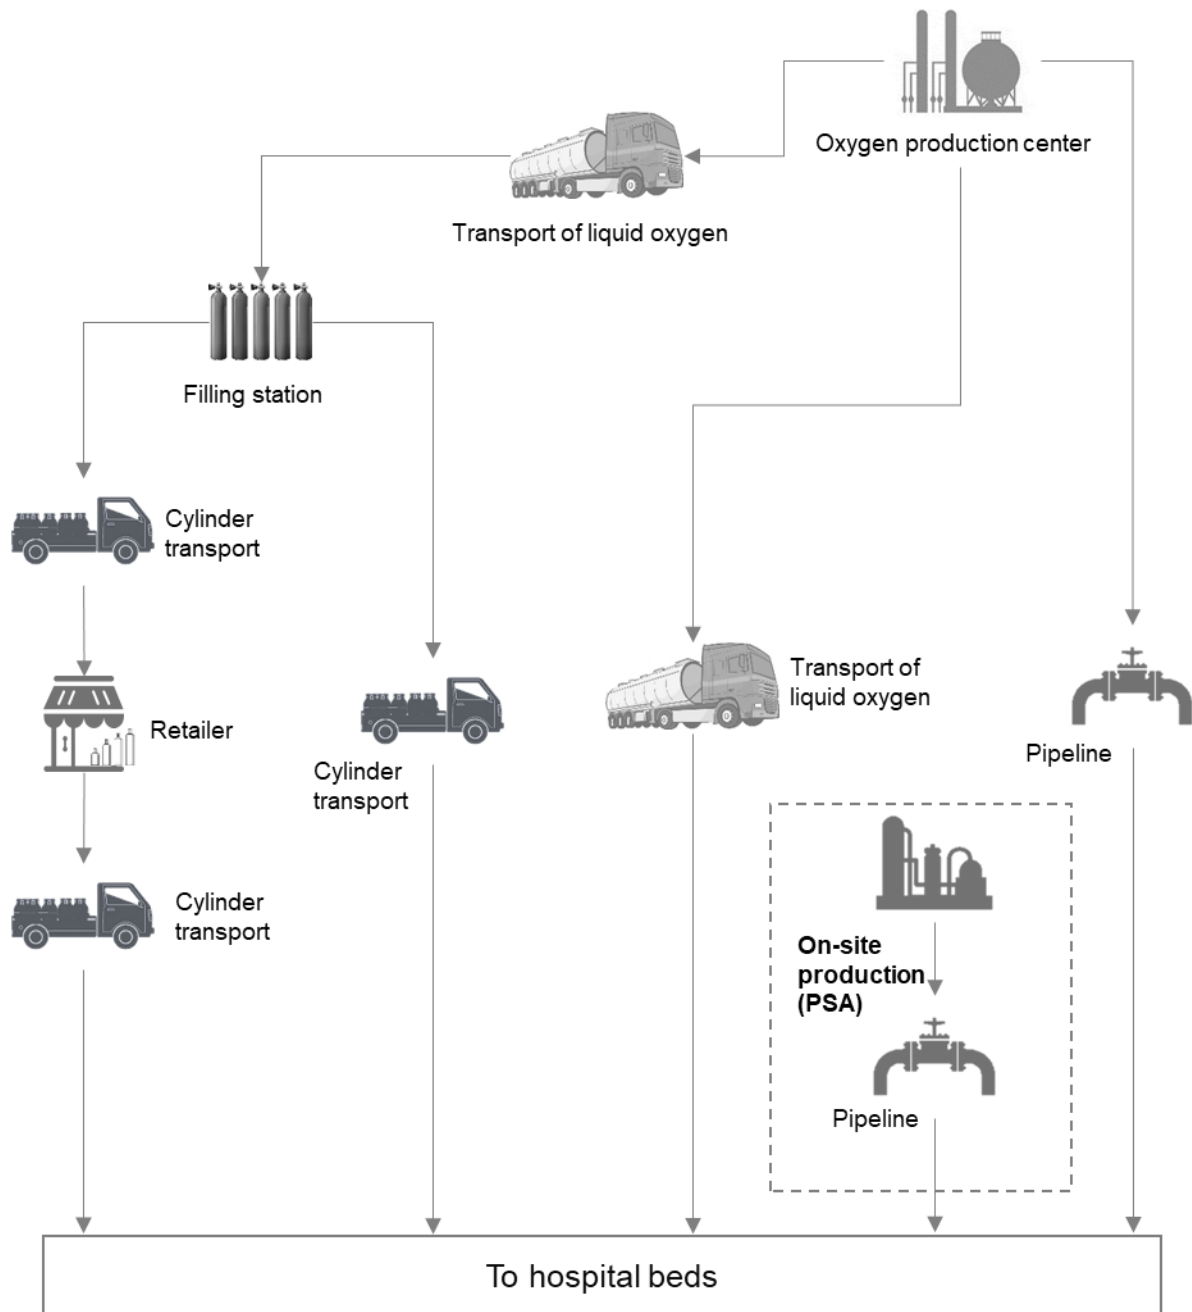 Oxygen production center
Transport of liquid oxygen
Filling station
Cylinder
transport
Transport of
liquid oxygen
Retailer
Cylinder
transport
Pipeline
Cylinder
transport
On-site
production
(PSA)
Pipeline
To hospital beds